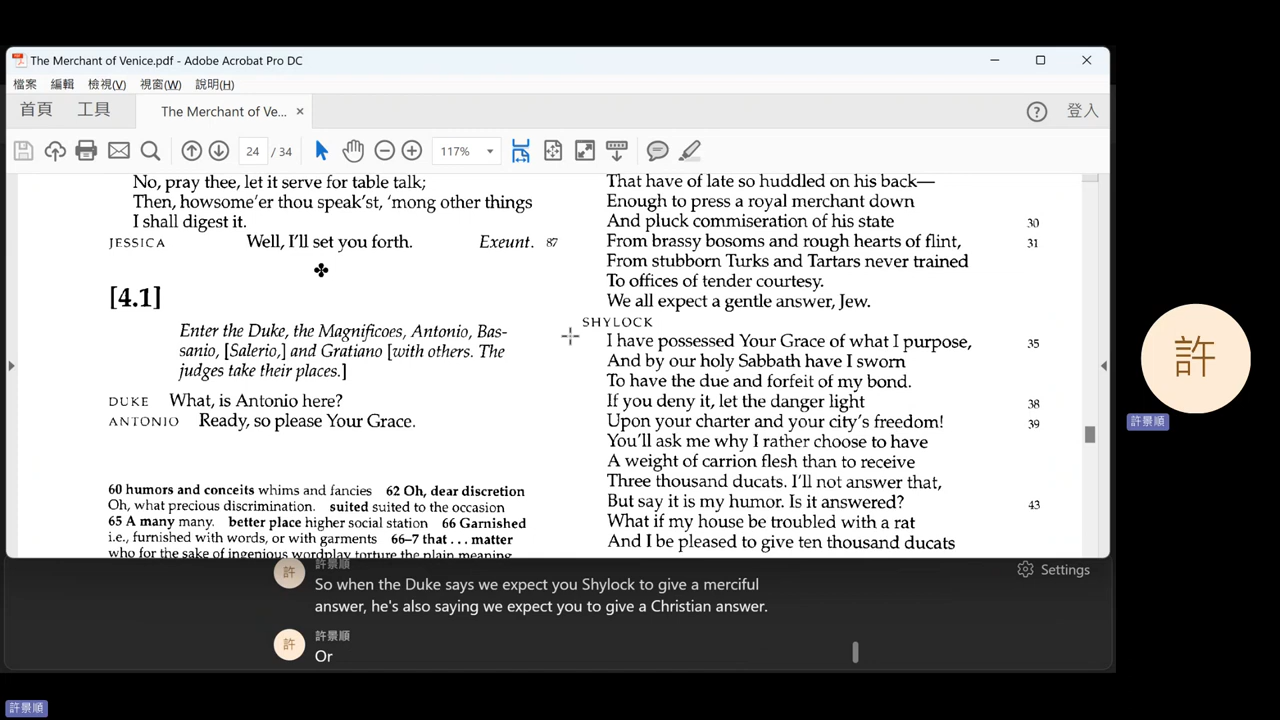 The Merchant of Venice.pdf - Adobe Acrobat Pro DC
檔案 編輯 檢視(V) 視窗(W) 說明(H)
首頁 工具 The Merchant of Ve... × 登入
24 / 34 117%
No, pray thee, let it serve for table talk;
Then, howsome'er thou speak'st, 'mong other things
I shall digest it.
JESSICA Well, I'll set you forth. Exeunt. 87
[4.1]
Enter the Duke, the Magnificoes, Antonio, Bas-
sanio, [Salerio,] and Gratiano [with others. The
judges take their places.]
DUKE What, is Antonio here?
ANTONIO Ready, so please Your Grace.
60 humors and conceits whims and fancies 62 Oh, dear discretion
Oh, what precious discrimination. suited suited to the occasion
65 A many many. better place higher social station 66 Garnished
i.e., furnished with words, or with garments 66–7 that . . . matter
who for the sake of ingenious wordplay torture the plain meaning
That have of late so huddled on his back—
Enough to press a royal merchant down
And pluck commiseration of his state 30
From brassy bosoms and rough hearts of flint, 31
From stubborn Turks and Tartars never trained
To offices of tender courtesy.
We all expect a gentle answer, Jew.
SHYLOCK
I have possessed Your Grace of what I purpose, 35
And by our holy Sabbath have I sworn
To have the due and forfeit of my bond.
If you deny it, let the danger light 38
Upon your charter and your city's freedom! 39
You'll ask me why I rather choose to have
A weight of carrion flesh than to receive
Three thousand ducats. I'll not answer that,
But say it is my humor. Is it answered? 43
What if my house be troubled with a rat
And I be pleased to give ten thousand ducats
許
許景順
許 許景順
So when the Duke says we expect you Shylock to give a merciful
answer, he's also saying we expect you to give a Christian answer.
Settings
許 許景順
Or
許景順